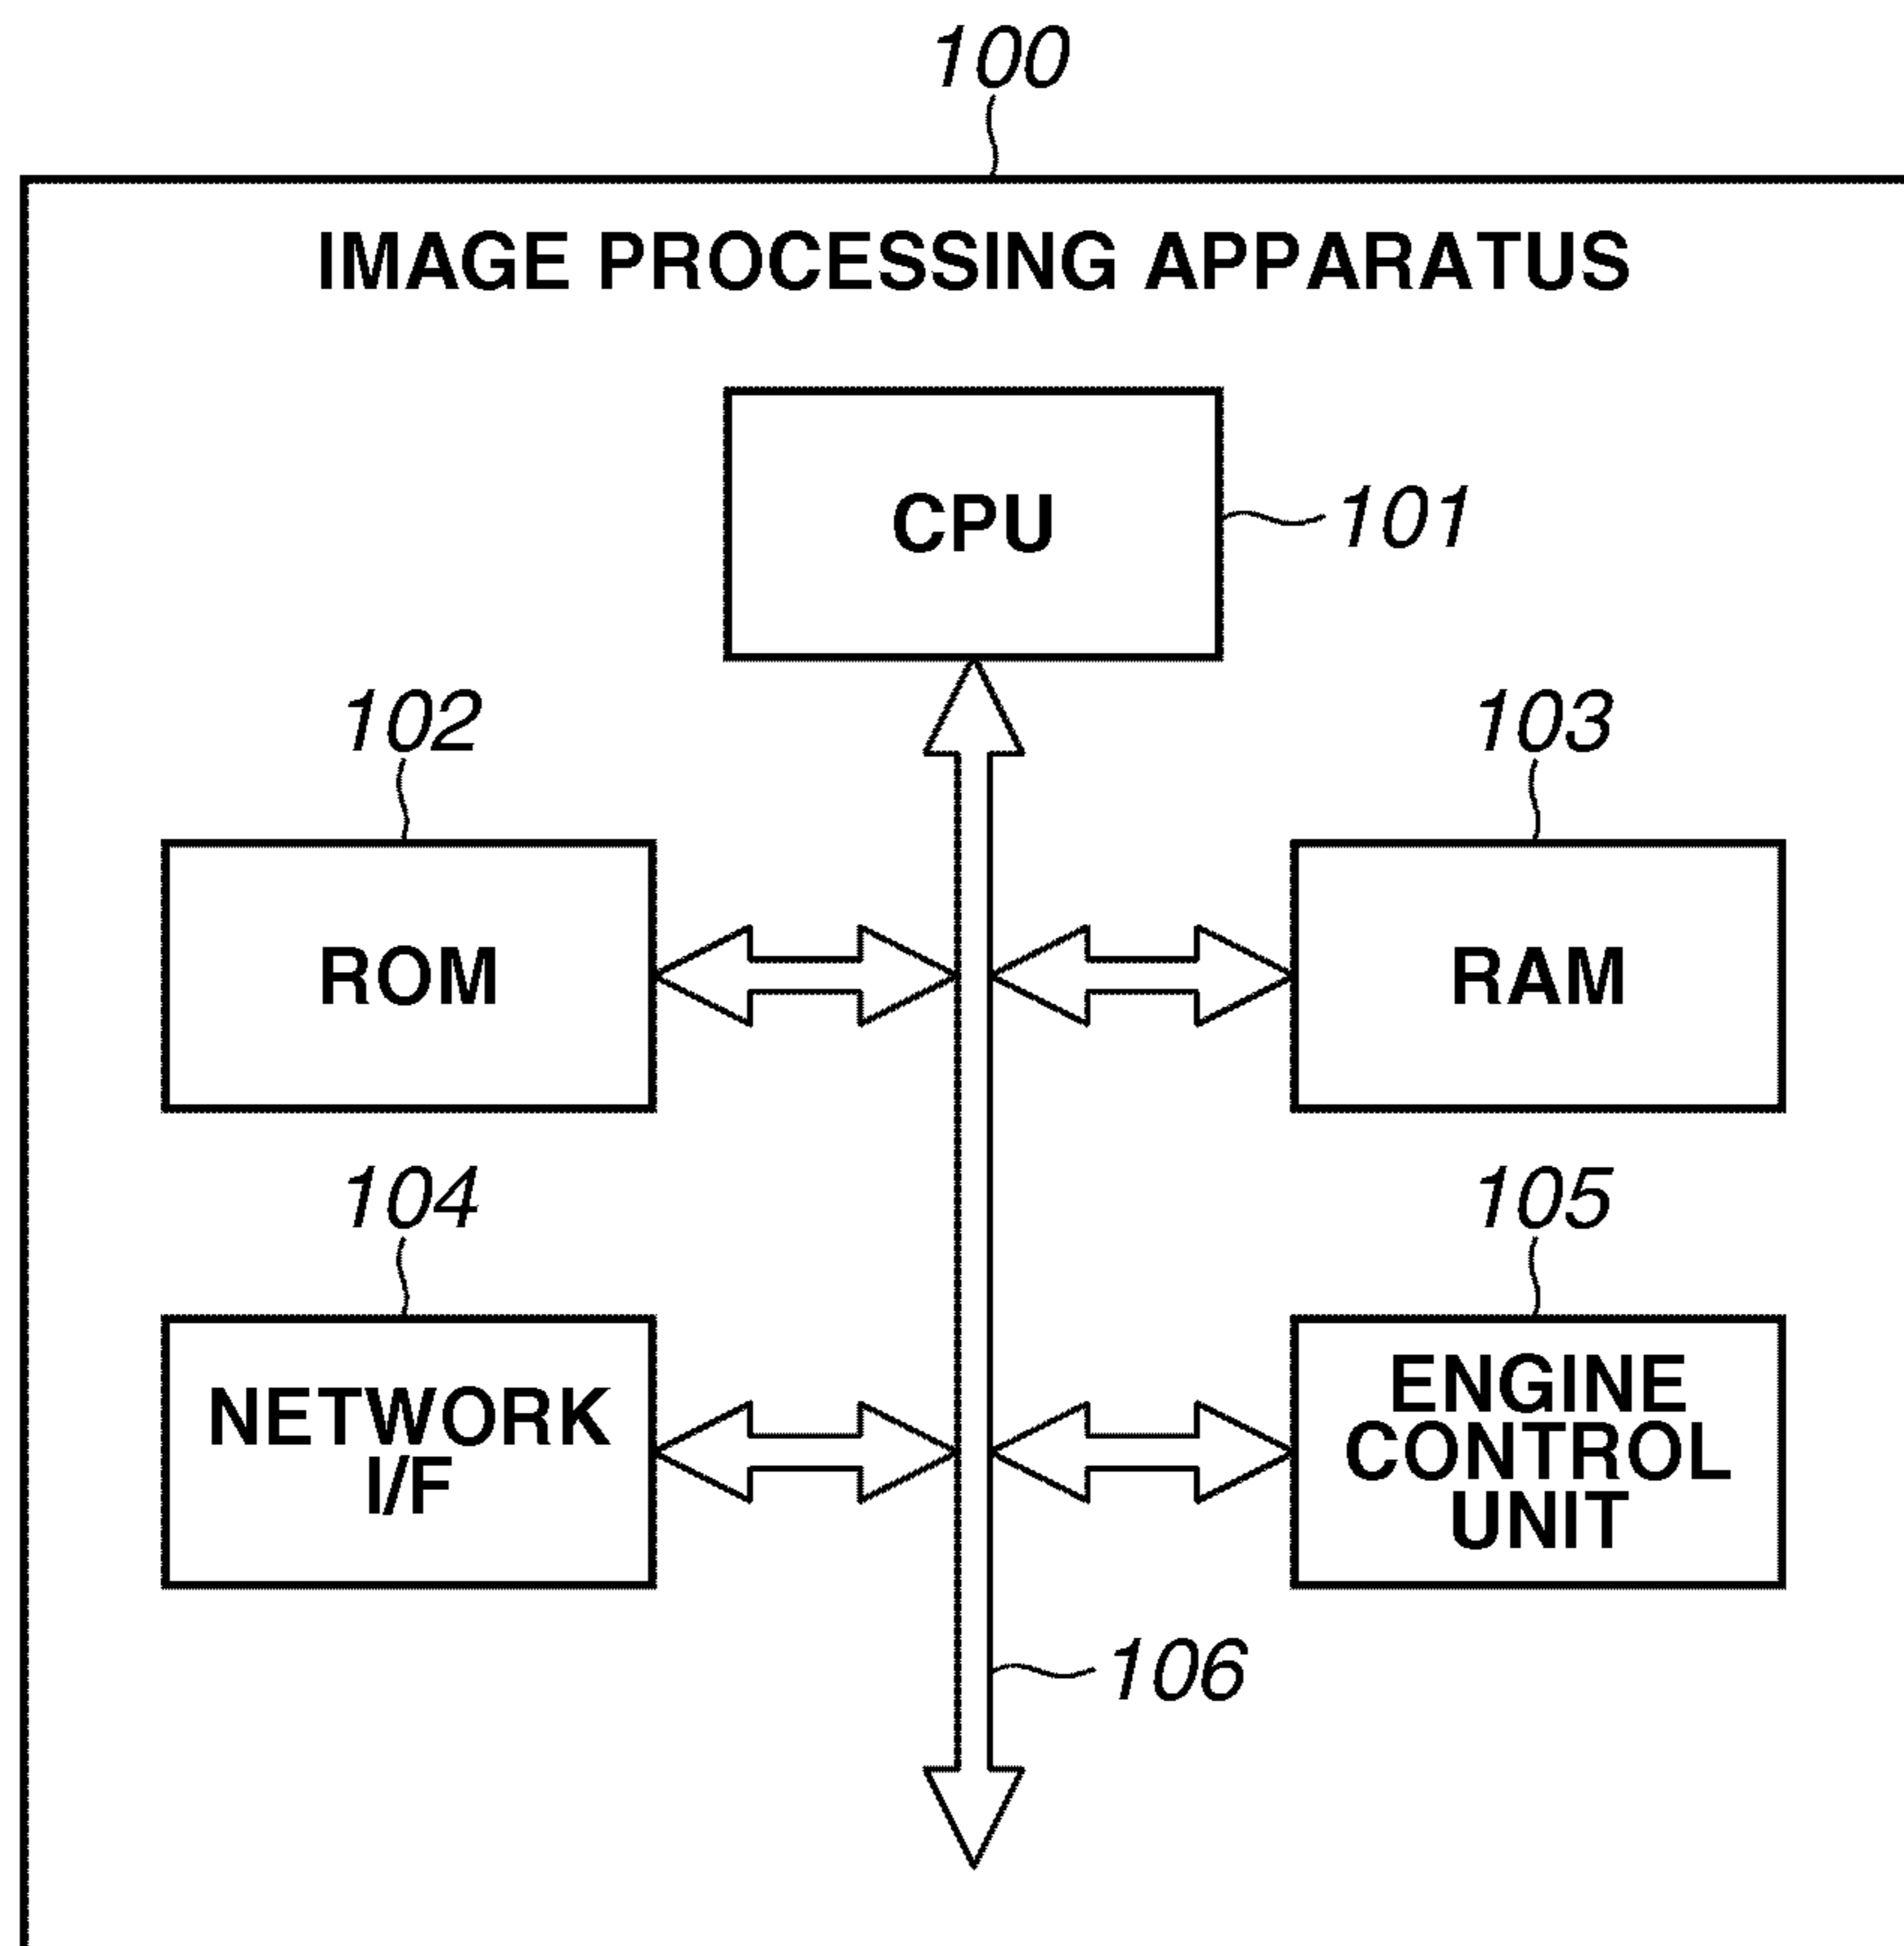 100
IMAGE PROCESSING APPARATUS
CPU
101
102
103
ROM
RAM
104
105
NETWORK
I/F
ENGINE
CONTROL
UNIT
106